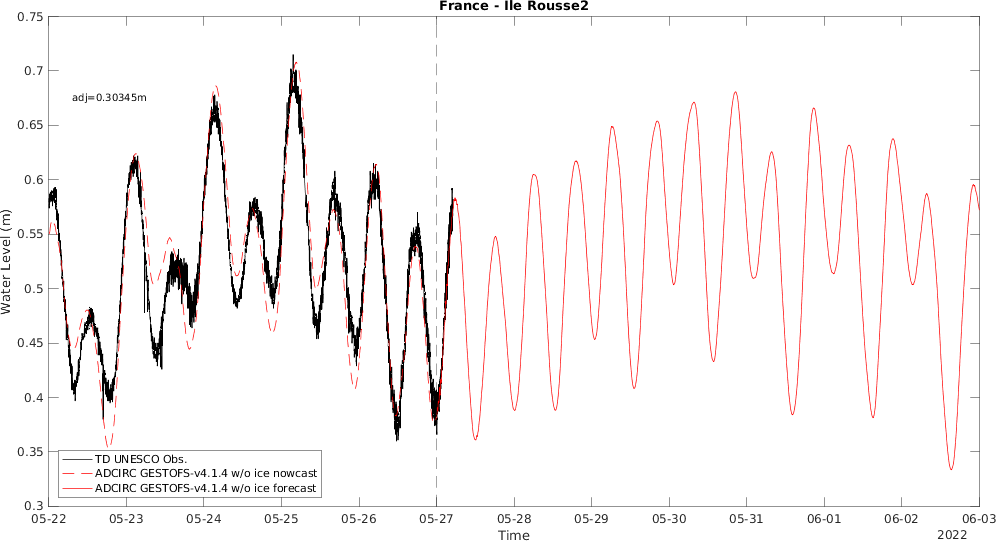 France - Ile Rousse2
0.75
0.7
0.65
0.6
0.55
0.5
0.45
0.4
0.35
0.3
Water Level (m)
adj=0.30345m
TD UNESCO Obs.
ADCIRC GESTOFS-v4.1.4 w/o ice nowcast
ADCIRC GESTOFS-v4.1.4 w/o ice forecast
05-22 05-23 05-24 05-25 05-26 05-27 05-28 05-29 05-30 05-31 06-01 06-02 06-03
Time
2022